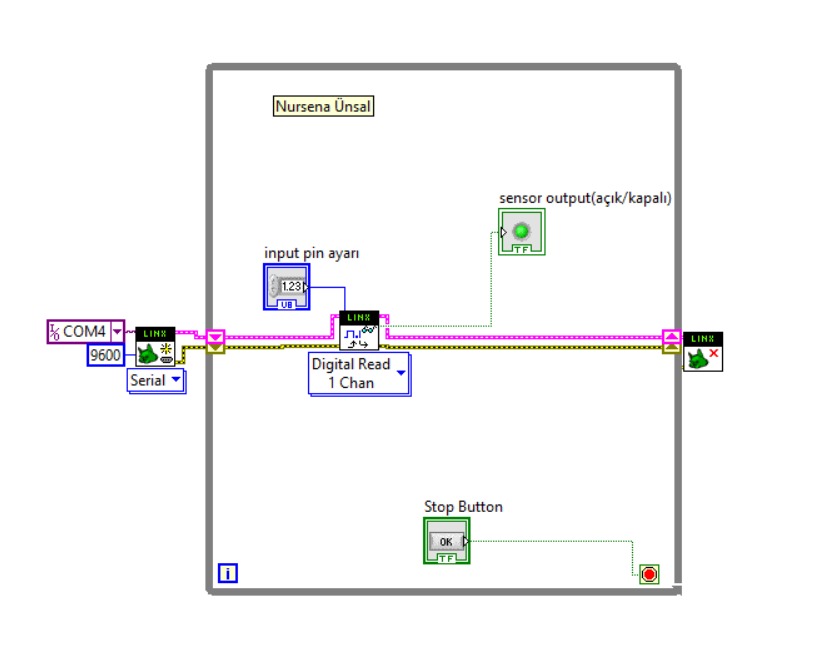 Nursena Ünsal
sensor output(açık/kapalı)
TF
input pin ayarı
1.23
U8
LINX
I/O COM4
LINX
9600
Serial
Digital Read
1 Chan
LINX
Stop Button
OK
TF
i